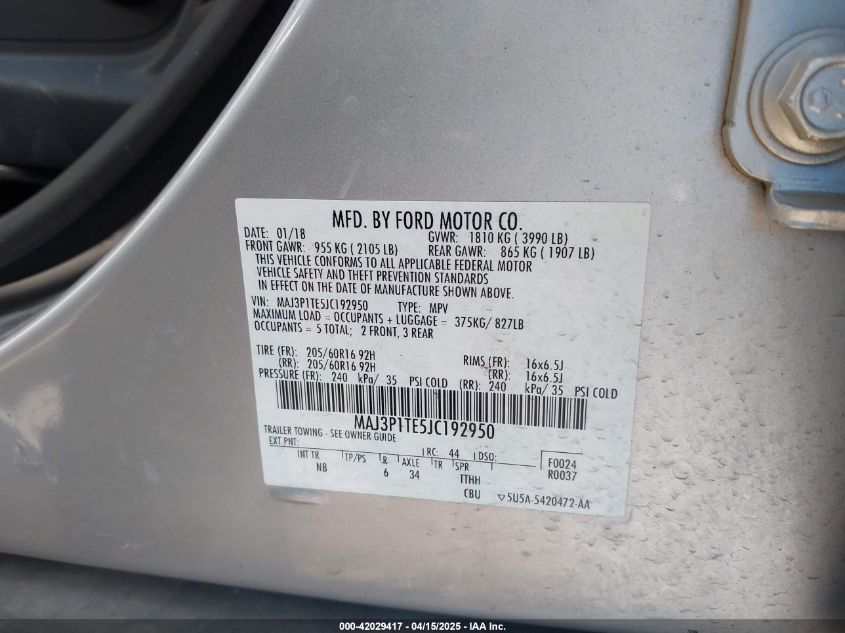 MFD. BY FORD MOTOR CO.
DATE: 01/18 GVWR: 1810 KG ( 3990 LB)
FRONT GAWR: 955 KG ( 2105 LB) REAR GAWR: 865 KG ( 1907 LB)
THIS VEHICLE CONFORMS TO ALL APPLICABLE FEDERAL MOTOR
VEHICLE SAFETY AND THEFT PREVENTION STANDARDS
IN EFFECT ON THE DATE OF MANUFACTURE SHOWN ABOVE.
VIN: MAJ3P1TE5JC192950 TYPE: MPV
MAXIMUM LOAD = OCCUPANTS + LUGGAGE = 375KG/ 827LB
OCCUPANTS = 5 TOTAL; 2 FRONT, 3 REAR
TIRE (FR): 205/60R16 92H RIMS (FR): 16x6.5J
(RR): 205/60R16 92H (RR): 16x6.5J
PRESSURE (FR): 240 kPa/ 35 PSI COLD (RR): 240 kPa/ 35 PSI COLD
MAJ3P1TE5JC192950
TRAILER TOWING - SEE OWNER GUIDE
EXT PNT: RC: 44 DSO: F0024
INT TR TP/PS R AXLE TR SPR R0037
NB 6 34 TTHH
CBU 5U5A-5420472-AA
000-42029417 - 04/15/2025 - IAA Inc.